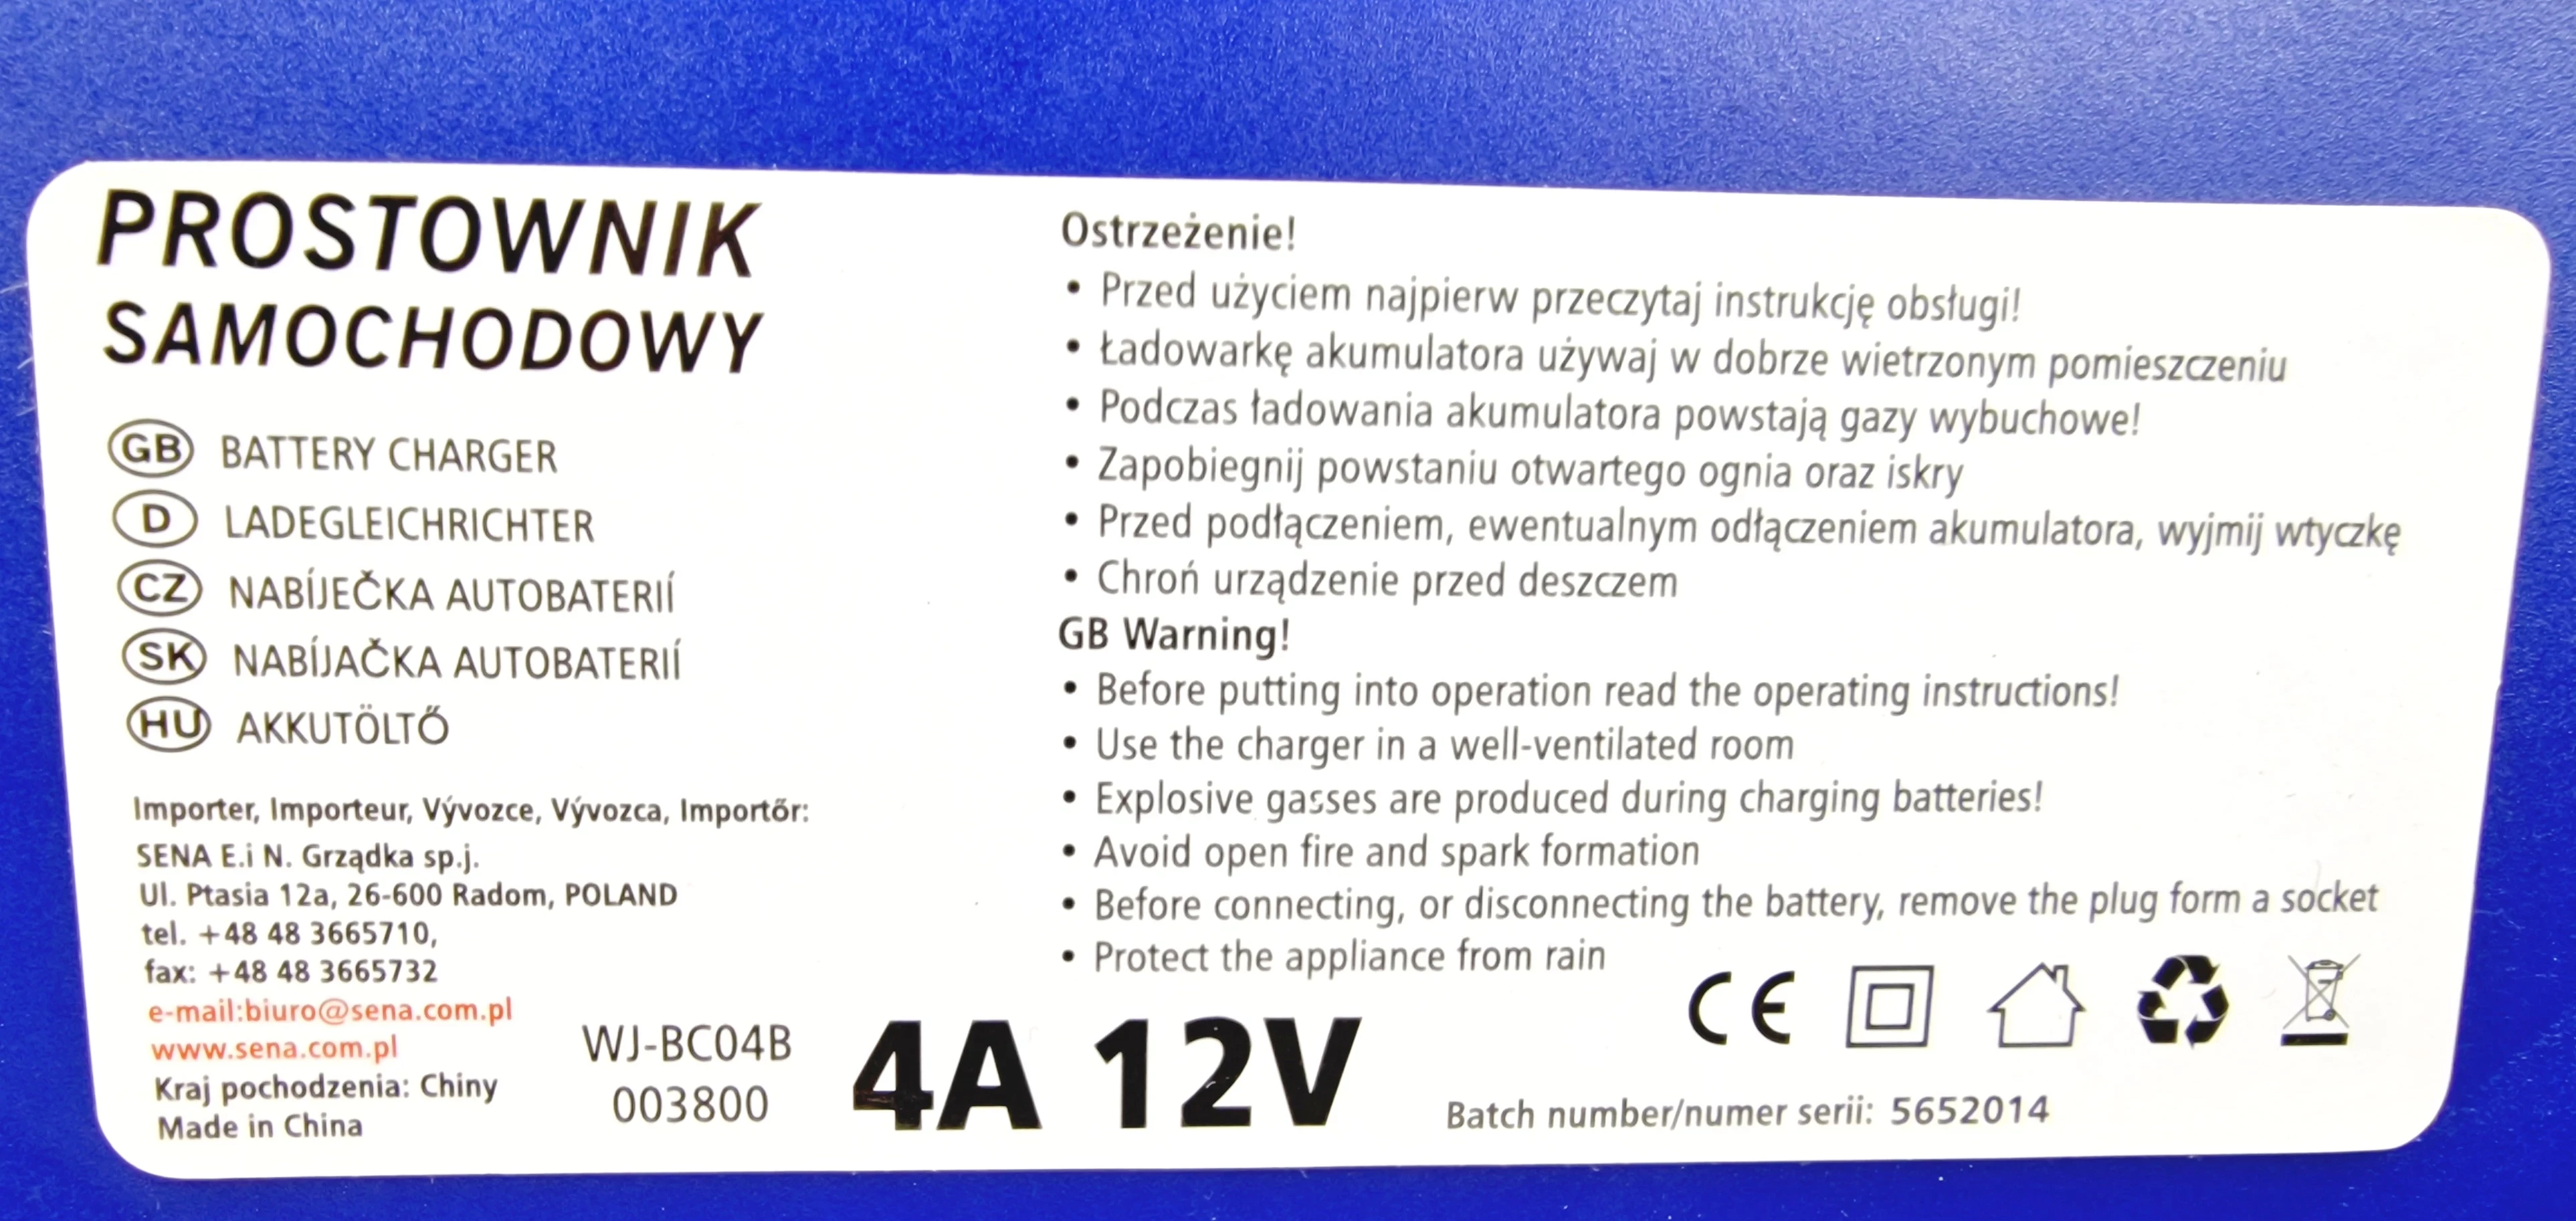 PROSTOWNIK
SAMOCHODOWY
GB BATTERY CHARGER
D LADEGLEICHRICHTER
CZ NABÍJEČKA AUTOBATERIÍ
SK NABÍJAČKA AUTOBATERIÍ
HU AKKUTÖLTŐ
Importer, Importeur, Vývozce, Vývozca, Importőr:
SENA E.i N. Grządka sp.j.
Ul. Ptasia 12a, 26-600 Radom, POLAND
tel. +48 48 3665710,
fax: +48 48 3665732
e-mail:biuro@sena.com.pl
www.sena.com.pl
Kraj pochodzenia: Chiny
Made in China
WJ-BC04B
003800
4A 12V
Ostrzeżenie!
• Przed użyciem najpierw przeczytaj instrukcję obsługi!
• Ładowarkę akumulatora używaj w dobrze wietrzonym pomieszczeniu
• Podczas ładowania akumulatora powstają gazy wybuchowe!
• Zapobiegnij powstaniu otwartego ognia oraz iskry
• Przed podłączeniem, ewentualnym odłączeniem akumulatora, wyjmij wtyczkę
• Chroń urządzenie przed deszczem
GB Warning!
• Before putting into operation read the operating instructions!
• Use the charger in a well-ventilated room
• Explosive gasses are produced during charging batteries!
• Avoid open fire and spark formation
• Before connecting, or disconnecting the battery, remove the plug form a socket
• Protect the appliance from rain
CE
Batch number/numer serii: 5652014